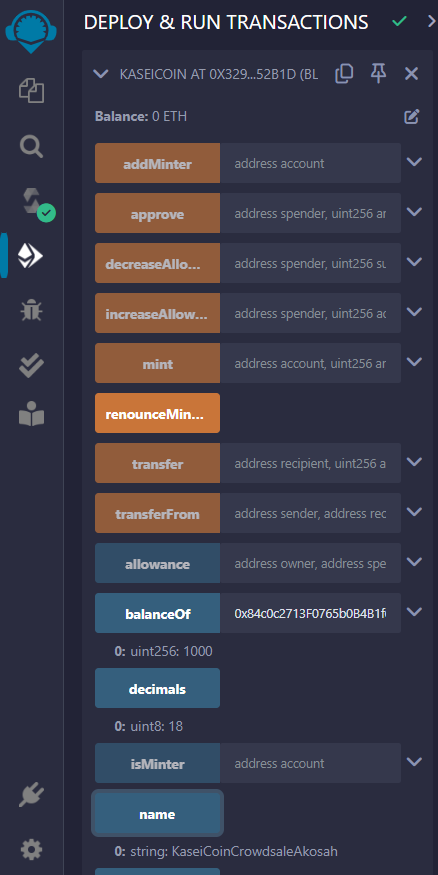 DEPLOY & RUN TRANSACTIONS
KASEICOIN AT 0X329...52B1D (BL
Balance: 0 ETH
addMinter address account
approve address spender, uint256 ar
decreaseAllo... address spender, uint256 su
increaseAllow... address spender, uint256 ac
mint address account, uint256 ar
renounceMin...
transfer address recipient, uint256 a
transferFrom address sender, address rec
allowance address owner, address spe
balanceOf 0x84c0c2713F0765b0B4B1f
0: uint256: 1000
decimals
0: uint8: 18
isMinter address account
name
0: string: KaseiCoinCrowdsaleAkosah